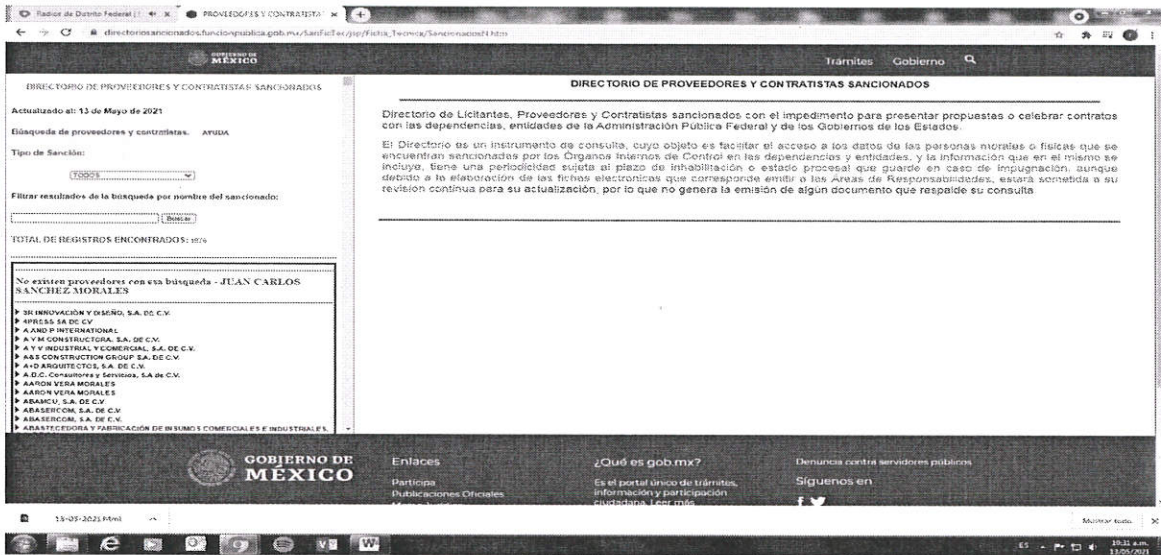 Radios de Distrito Federal |
PROVEEDORES Y CONTRATISTA
directoriosancionados.funcionpublica.gob.mx/SanFicTec/jsp/Ficha_Tecnica/SancionadosN.htm
GOBIERNO DE
MÉXICO
Trámites Gobierno
DIRECTORIO DE PROVEEDORES Y CONTRATISTAS SANCIONADOS
Actualizado al: 13 de Mayo de 2021
Búsqueda de proveedores y contratistas. AYUDA
Tipo de Sanción:
TODOS
Filtrar resultados de la búsqueda por nombre del sancionado:
Buscar
TOTAL DE REGISTROS ENCONTRADOS:
No existen proveedores con esa búsqueda - JUAN CARLOS
SANCHEZ MORALES
3R INNOVACIÓN Y DISEÑO, S.A. DE C.V.
4PRESS SA DE CV
A AND P INTERNATIONAL
A Y M CONSTRUCTORA, S.A. DE C.V.
A Y V INDUSTRIAL Y COMERCIAL, S.A. DE C.V.
A&S CONSTRUCTION GROUP S.A. DE C.V.
A+D ARQUITECTOS, S.A. DE C.V.
A.D.C. Consultores y Servicios, S.A de C.V.
AARON VERA MORALES
AARON VERA MORALES
ABAMCU, S.A. DE C.V.
ABASERCOM, S.A. DE C.V.
ABASERCOM, S.A. DE C.V.
ABASTECEDORA Y FABRICACIÓN DE INSUMOS COMERCIALES E INDUSTRIALES,
DIRECTORIO DE PROVEEDORES Y CONTRATISTAS SANCIONADOS
Directorio de Licitantes, Proveedores y Contratistas sancionados con el impedimento para presentar propuestas o celebrar contratos
con las dependencias, entidades de la Administración Pública Federal y de los Gobiernos de los Estados.
El Directorio es un instrumento de consulta, cuyo objeto es facilitar el acceso a los datos de las personas morales o físicas que se
encuentran sancionadas por los Órganos Internos de Control en las dependencias y entidades, y la información que en el mismo se
incluye, tiene una periodicidad sujeta al plazo de inhabilitación o estado procesal que guarde en caso de impugnación, aunque
debido a la elaboración de las fichas electrónicas que corresponde emitir a las Áreas de Responsabilidades, estará sometida a su
revisión continua para su actualización, por lo que no genera la emisión de algún documento que respalde su consulta
GOBIERNO DE
MÉXICO
Enlaces
Participa
Publicaciones Oficiales
¿Qué es gob.mx?
Es el portal único de trámites,
información y participación
ciudadana. Leer más
Denuncia contra servidores públicos
Síguenos en
Mostrar todo
ES
10:31 a.m.
13/05/2021